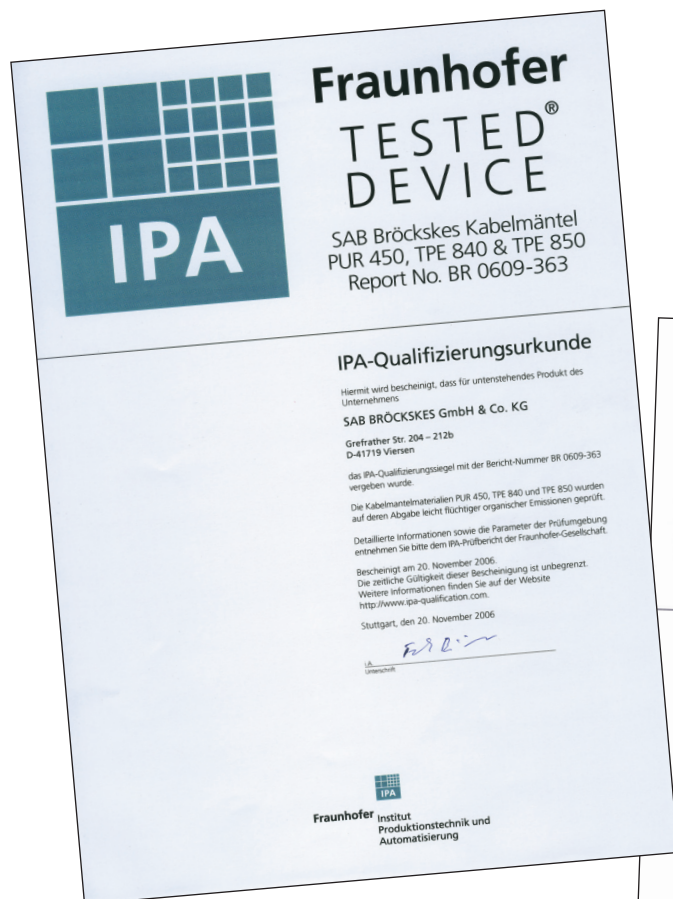 IPA
Fraunhofer
TESTED®
DEVICE
SAB Bröckskes Kabelmäntel
PUR 450, TPE 840 & TPE 850
Report No. BR 0609-363
IPA-Qualifizierungsurkunde
Hiermit wird bescheinigt, dass für untenstehendes Produkt des
Unternehmens
SAB BRÖCKSKES GmbH & Co. KG
Grefrather Str. 204 – 212b
D-41719 Viersen
das IPA-Qualifizierungssiegel mit der Bericht-Nummer BR 0609-363
vergeben wurde.
Die Kabelmantelmaterialien PUR 450, TPE 840 und TPE 850 wurden
auf deren Abgabe leicht flüchtiger organischer Emissionen geprüft.
Detaillierte Informationen sowie die Parameter der Prüfumgebung
entnehmen Sie bitte dem IPA-Prüfbericht der Fraunhofer-Gesellschaft.
Bescheinigt am 20. November 2006.
Die zeitliche Gültigkeit dieser Bescheinigung ist unbegrenzt.
Weitere Informationen finden Sie auf der Website
http://www.ipa-qualification.com.
Stuttgart, den 20. November 2006
i.A.
Unterschrift
IPA
Fraunhofer Institut
Produktionstechnik und
Automatisierung